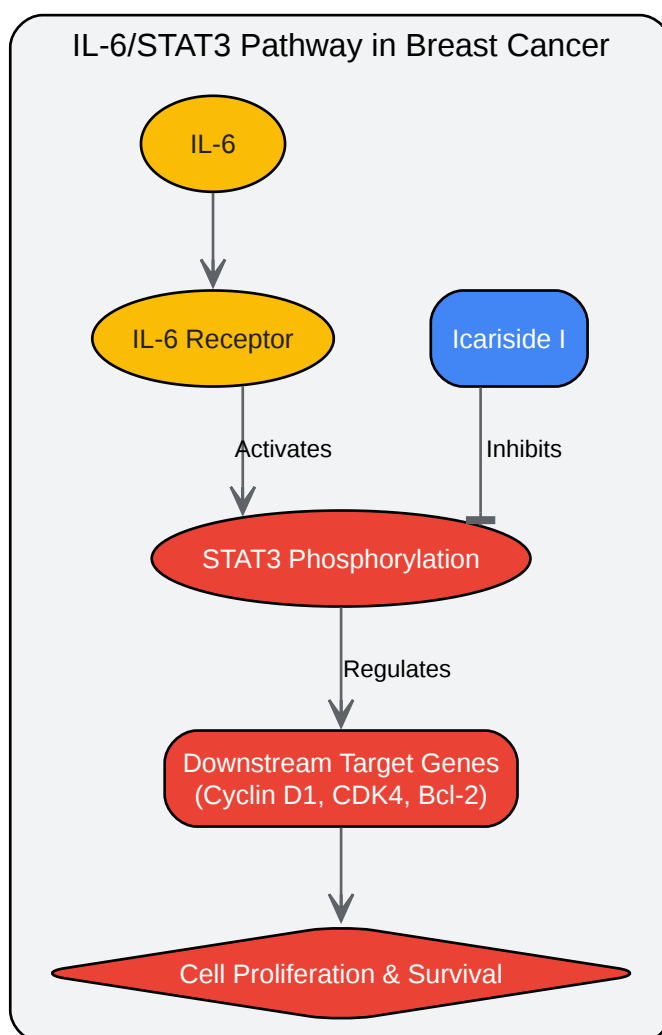 IL-6/STAT3 Pathway in Breast Cancer
IL-6
IL-6 Receptor
Icariside I
Activates
Inhibits
STAT3 Phosphorylation
Regulates
Downstream Target Genes
(Cyclin D1, CDK4, Bcl-2)
Cell Proliferation & Survival